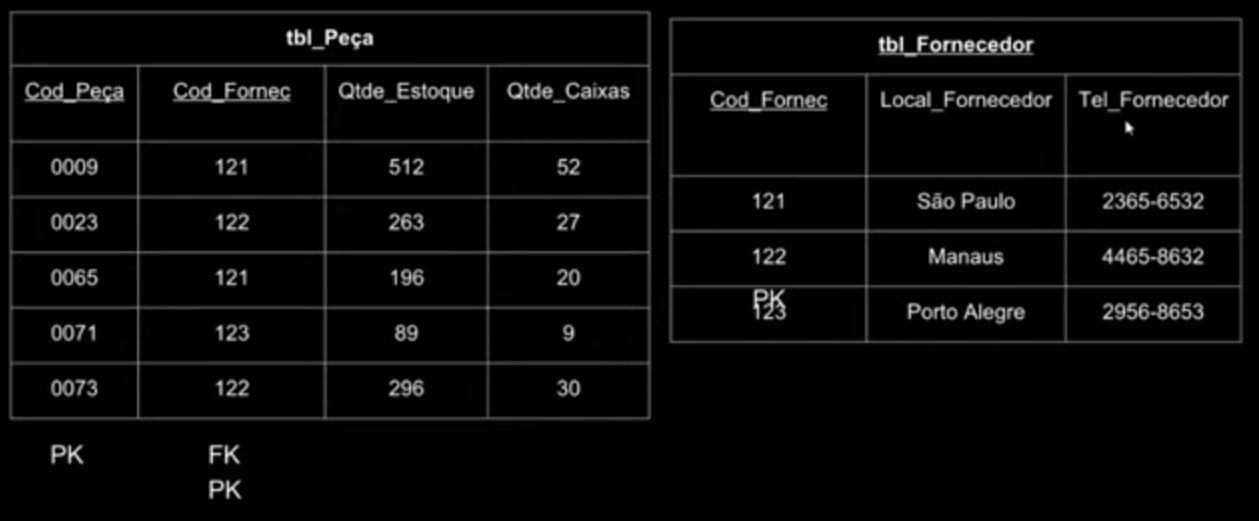 tbl_Peça
Cod_Peça Cod_Fornec Qtde_Estoque Qtde_Caixas
0009 121 512 52
0023 122 263 27
0065 121 196 20
0071 123 89 9
0073 122 296 30
PK FK
PK
tbl_Fornecedor
Cod_Fornec Local_Fornecedor Tel_Fornecedor
121 São Paulo 2365-6532
122 Manaus 4465-8632
PK
123 Porto Alegre 2956-8653